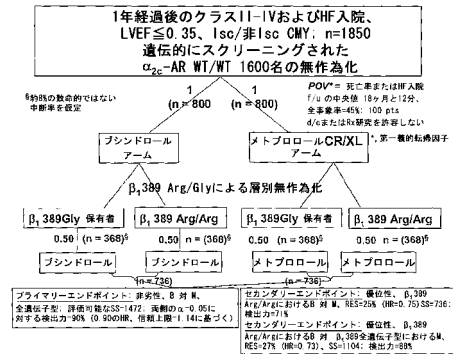 1年経過後のクラスII-IVおよびHF入院、
LVEF≦0.35、Isc/非Isc CMY; n=1850
遺伝的にスクリーニングされた
α2c-AR WT/WT 1600名の無作為化
§約8%の致命的ではない
中断率を仮定
1
(n=800)
1
(n=800)
POV*= 死亡率またはHF入院
f/u の中央値 18ヶ月と12分、
全事象率=45%; 100 pts
d/cまたはRx研究を許容しない
*, 第一義的転帰因子
ブシンドロール
アーム
メトプロロールCR/XL
アーム
β1 389 Arg/Glyによる層別無作為化
β1 389Gly 保有者
β1 389 Arg/Arg
β1 389Gly 保有者
β1 389 Arg/Arg
0.50 (n=368)§
0.50 (n=(368)§
0.50 (n=368)§
0.50 (n=(368)§
ブシンドロール
ブシンドロール
メトプロロール
メトプロロール
(n=736)
(n=736)
プライマリーエンドポイント: 非劣性、B 対 M、
全遺伝子型; 評価可能なSS-1472; 両側のα-0.05に
対する検出力-90% (0.90のHR、信頼上限-1.14に基づく)
セカンダリーエンドポイント: 優位性、β1389
Arg/ArgにおけるB 対 M、RES=25% (HR=0.75) SS=736;
検出力=71%
セカンダリーエンドポイント: 優位性、β1389
Arg/ArgにおけるB 対 全遺伝子型におけるM、
RES=27% (HR=0.73)、SS=1104; 検出力=88%